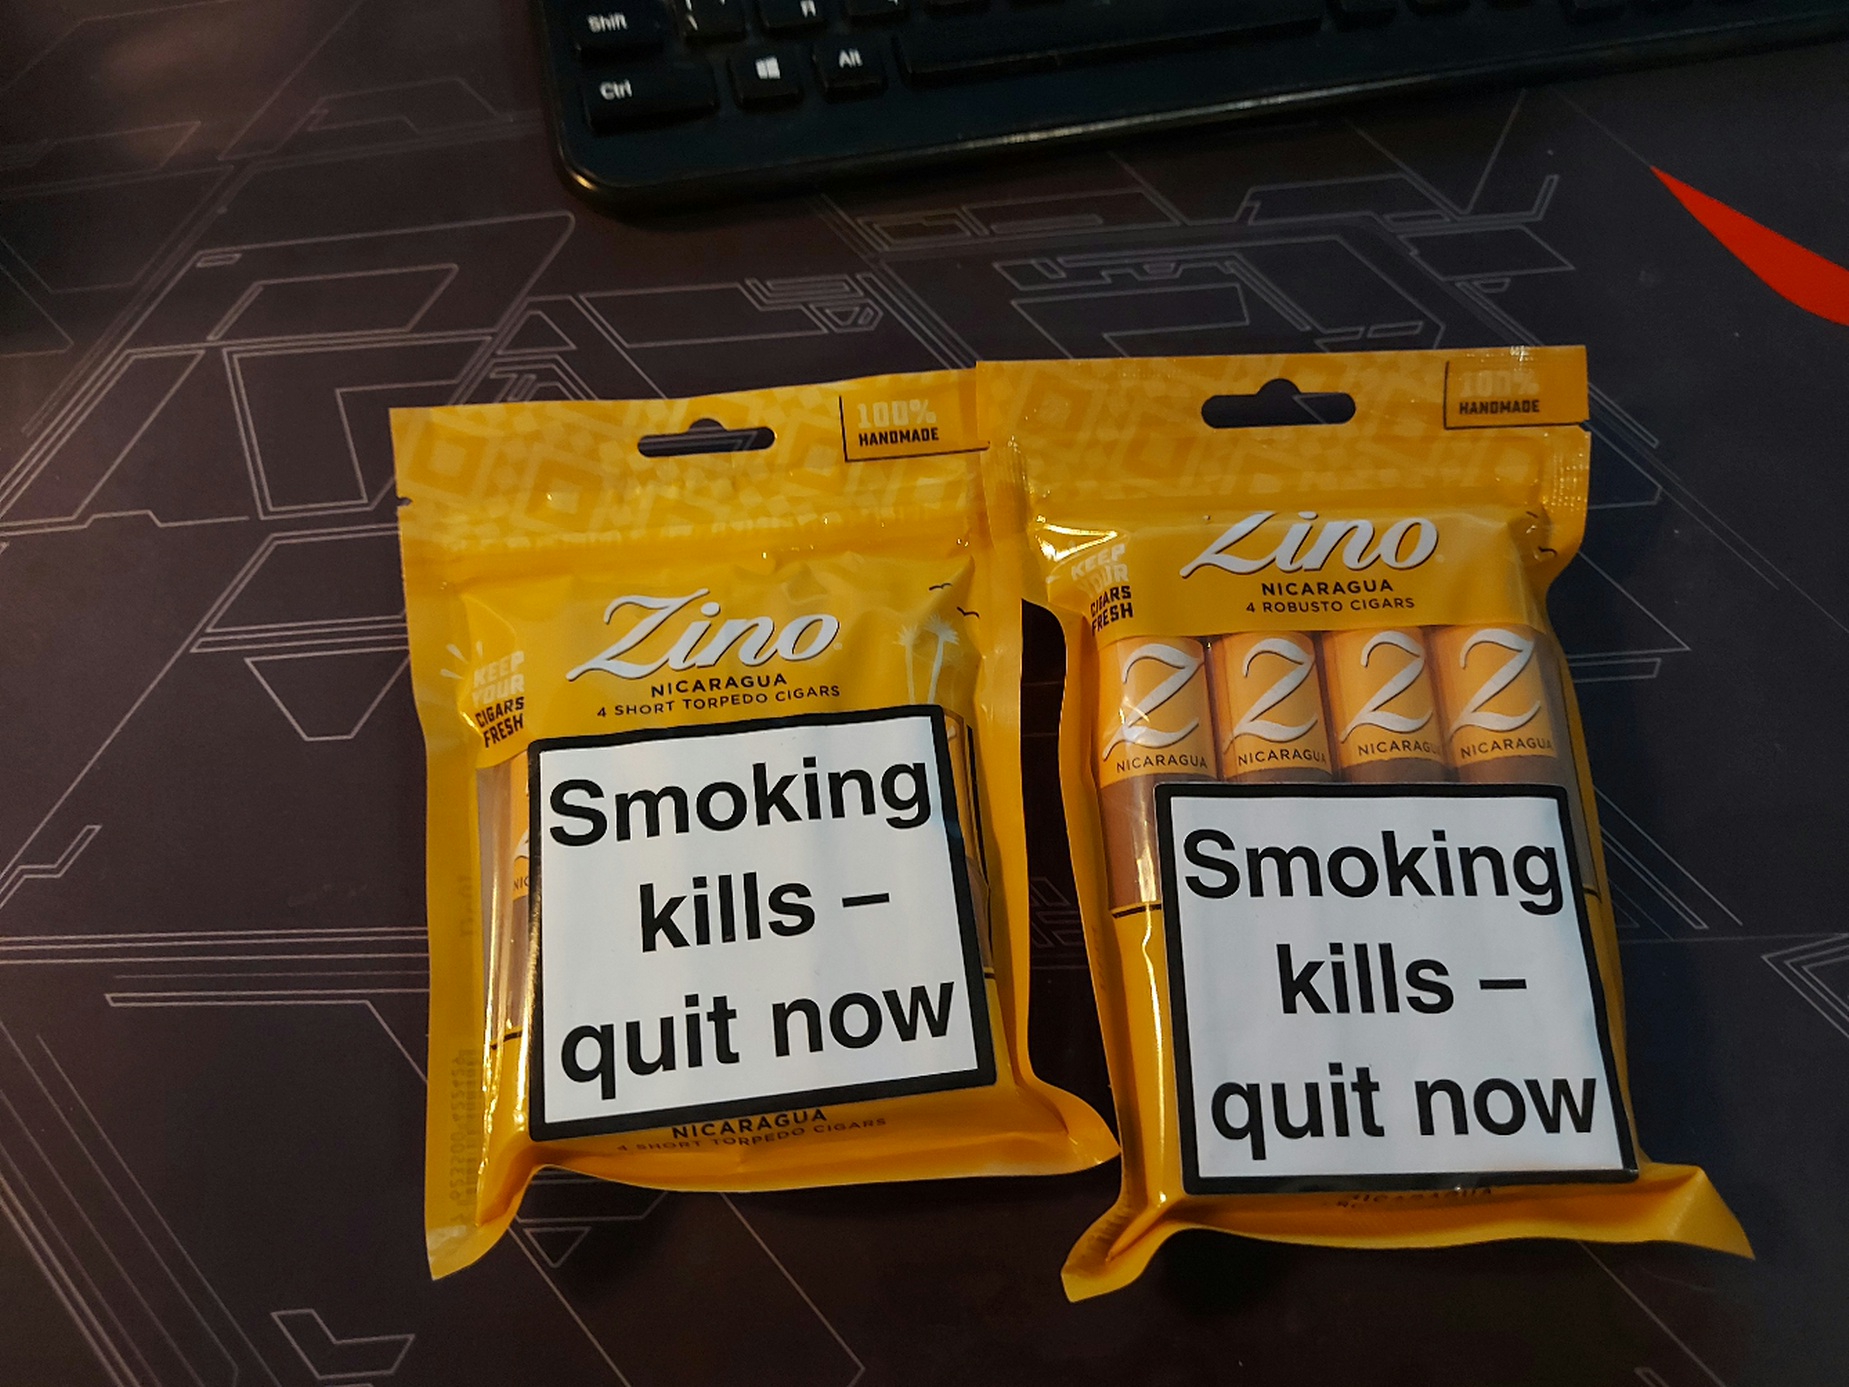 Shift
Ctrl
Alt
100%
HANDMADE
KEEP
YOUR
CIGARS
FRESH
Zino
NICARAGUA
4 SHORT TORPEDO CIGARS
Smoking
kills –
quit now
NICARAGUA
4 SHORT TORPEDO CIGARS
100%
HANDMADE
KEEP
YOUR
CIGARS
FRESH
Zino
NICARAGUA
4 ROBUSTO CIGARS
Z Z Z Z
NICARAGUA NICARAGUA NICARAGUA NICARAGUA
Smoking
kills –
quit now